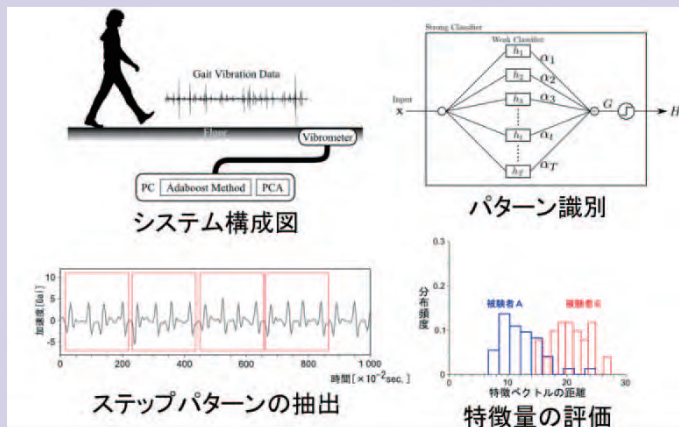 Gait Vibration Data
Floor
Vibrometer
PC Adaboost Method PCA
システム構成図
Strong Classifier
Weak Classifier
Input
x
h1 α1
h2 α2
h3 α3
ht αt
hT αT
G
H
パターン識別
加速度[Gal]
10
5
0
-5
0 200 400 600 800 1 000
時間[×10-2sec.]
ステップパターンの抽出
分布頻度
0.3
0.2
0.1
0
被験者A
10 20 30
特徴ベクトルの距離
特徴量の評価